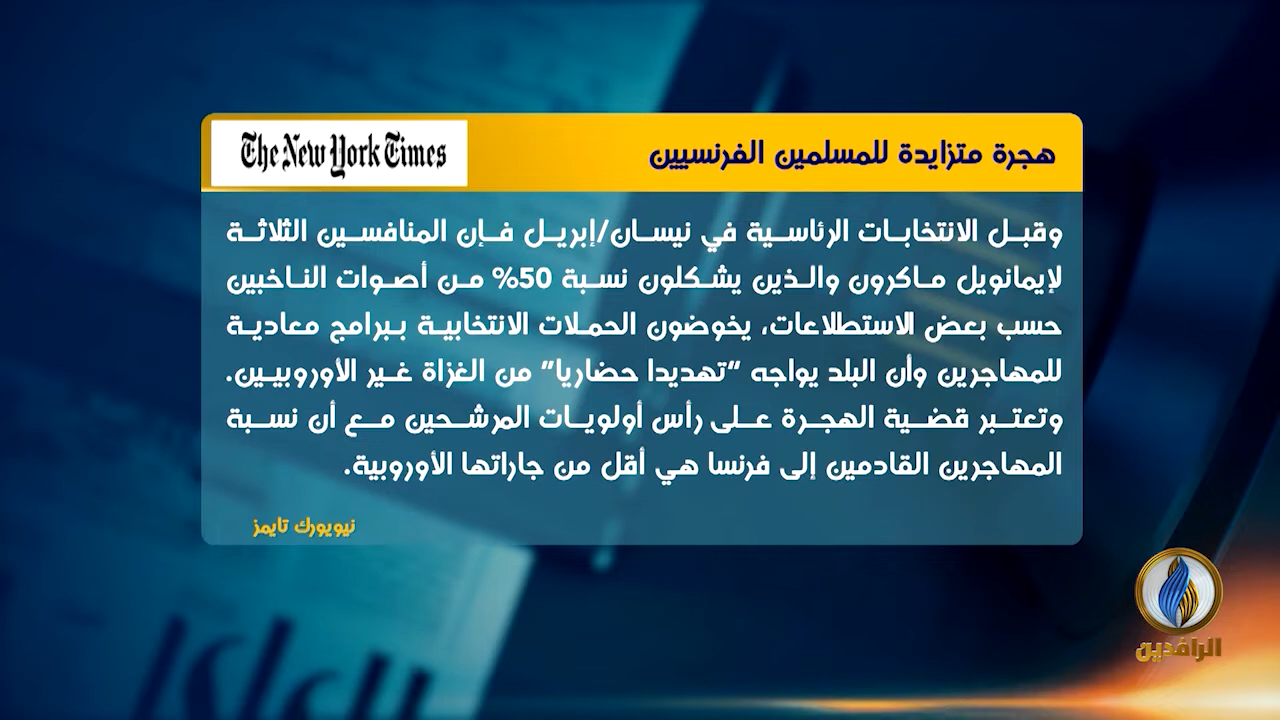 The New York Times
هجرة متزايدة للمسلمين الفرنسيين
وقبل الانتخابات الرئاسية في نيسان/إبريل فإن المنافسين الثلاثة
لإيمانويل ماكرون والذين يشكلون نسبة 50% من أصوات الناخبين
حسب بعض الاستطلاعات، يخوضون الحملات الانتخابية ببرامج معادية
للمهاجرين وأن البلد يواجه “تهديدا حضاريا” من الغزاة غير الأوروبيين.
وتعتبر قضية الهجرة على رأس أولويات المرشحين مع أن نسبة
المهاجرين القادمين إلى فرنسا هي أقل من جاراتها الأوروبية.
نيويورك تايمز
الرافدين